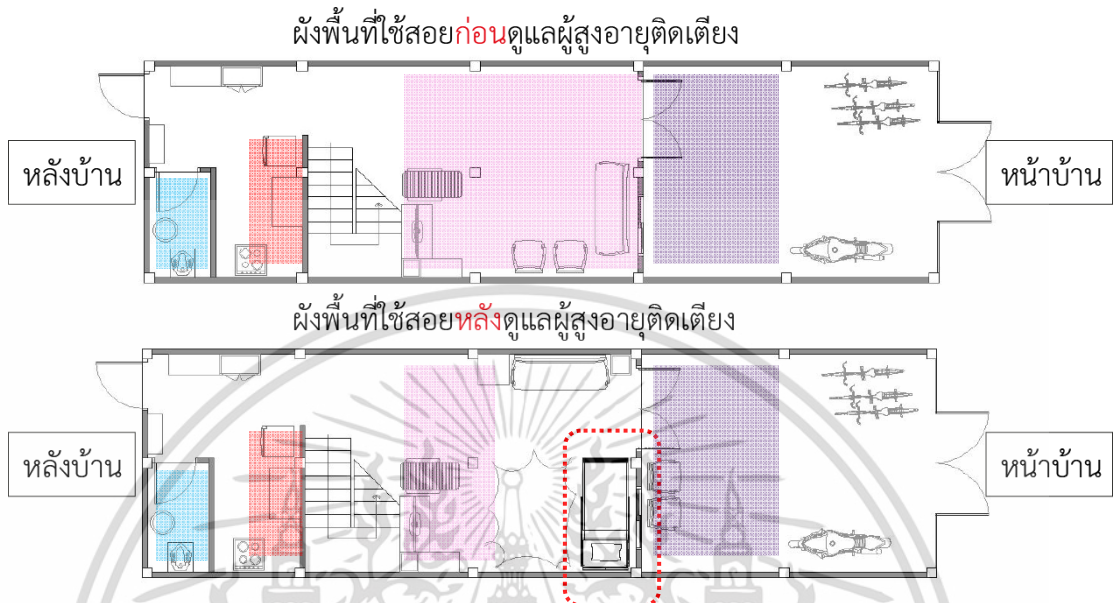 ผังพื้นที่ใช้สอยก่อนดูแลผู้สูงอายุติดเตียง
หลังบ้าน
หน้าบ้าน
ผังพื้นที่ใช้สอยหลังดูแลผู้สูงอายุติดเตียง
หลังบ้าน
หน้าบ้าน